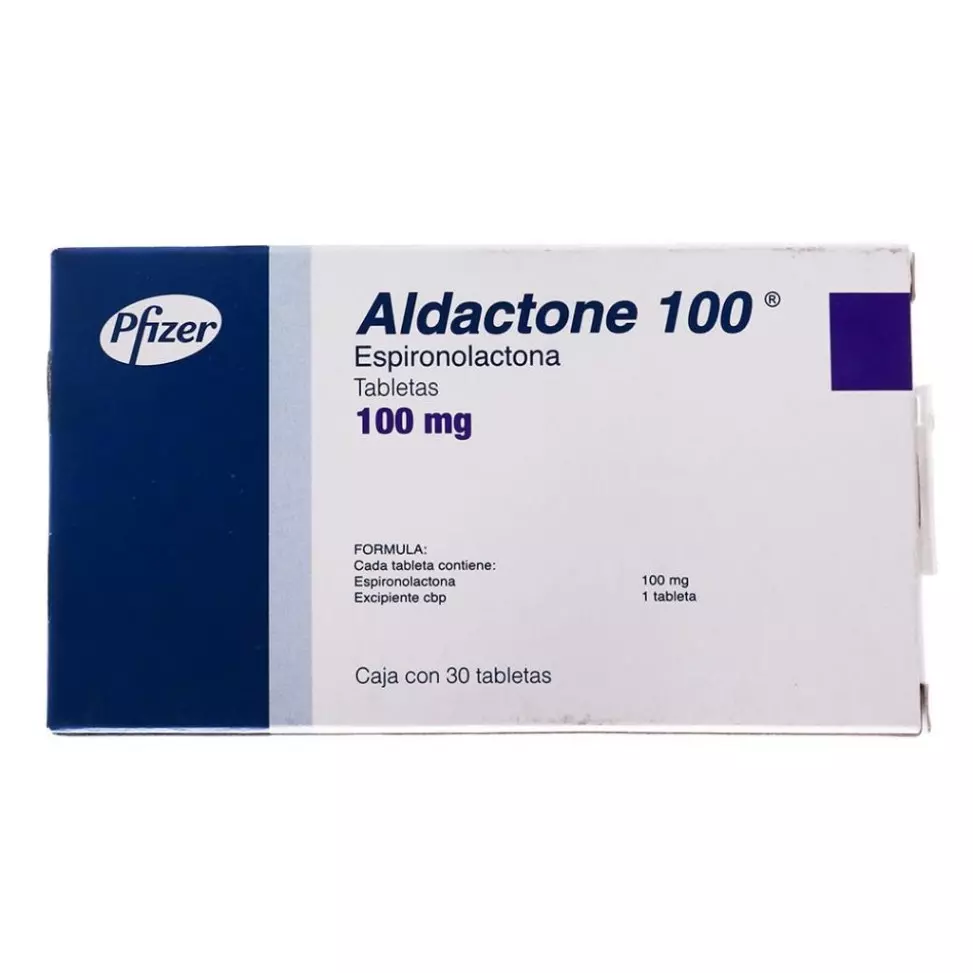 Pfizer
Aldactone 100 ®
Espironolactona
Tabletas
100 mg
FORMULA:
Cada tableta contiene:
Espironolactona 100 mg
Excipiente cbp 1 tableta
Caja con 30 tabletas